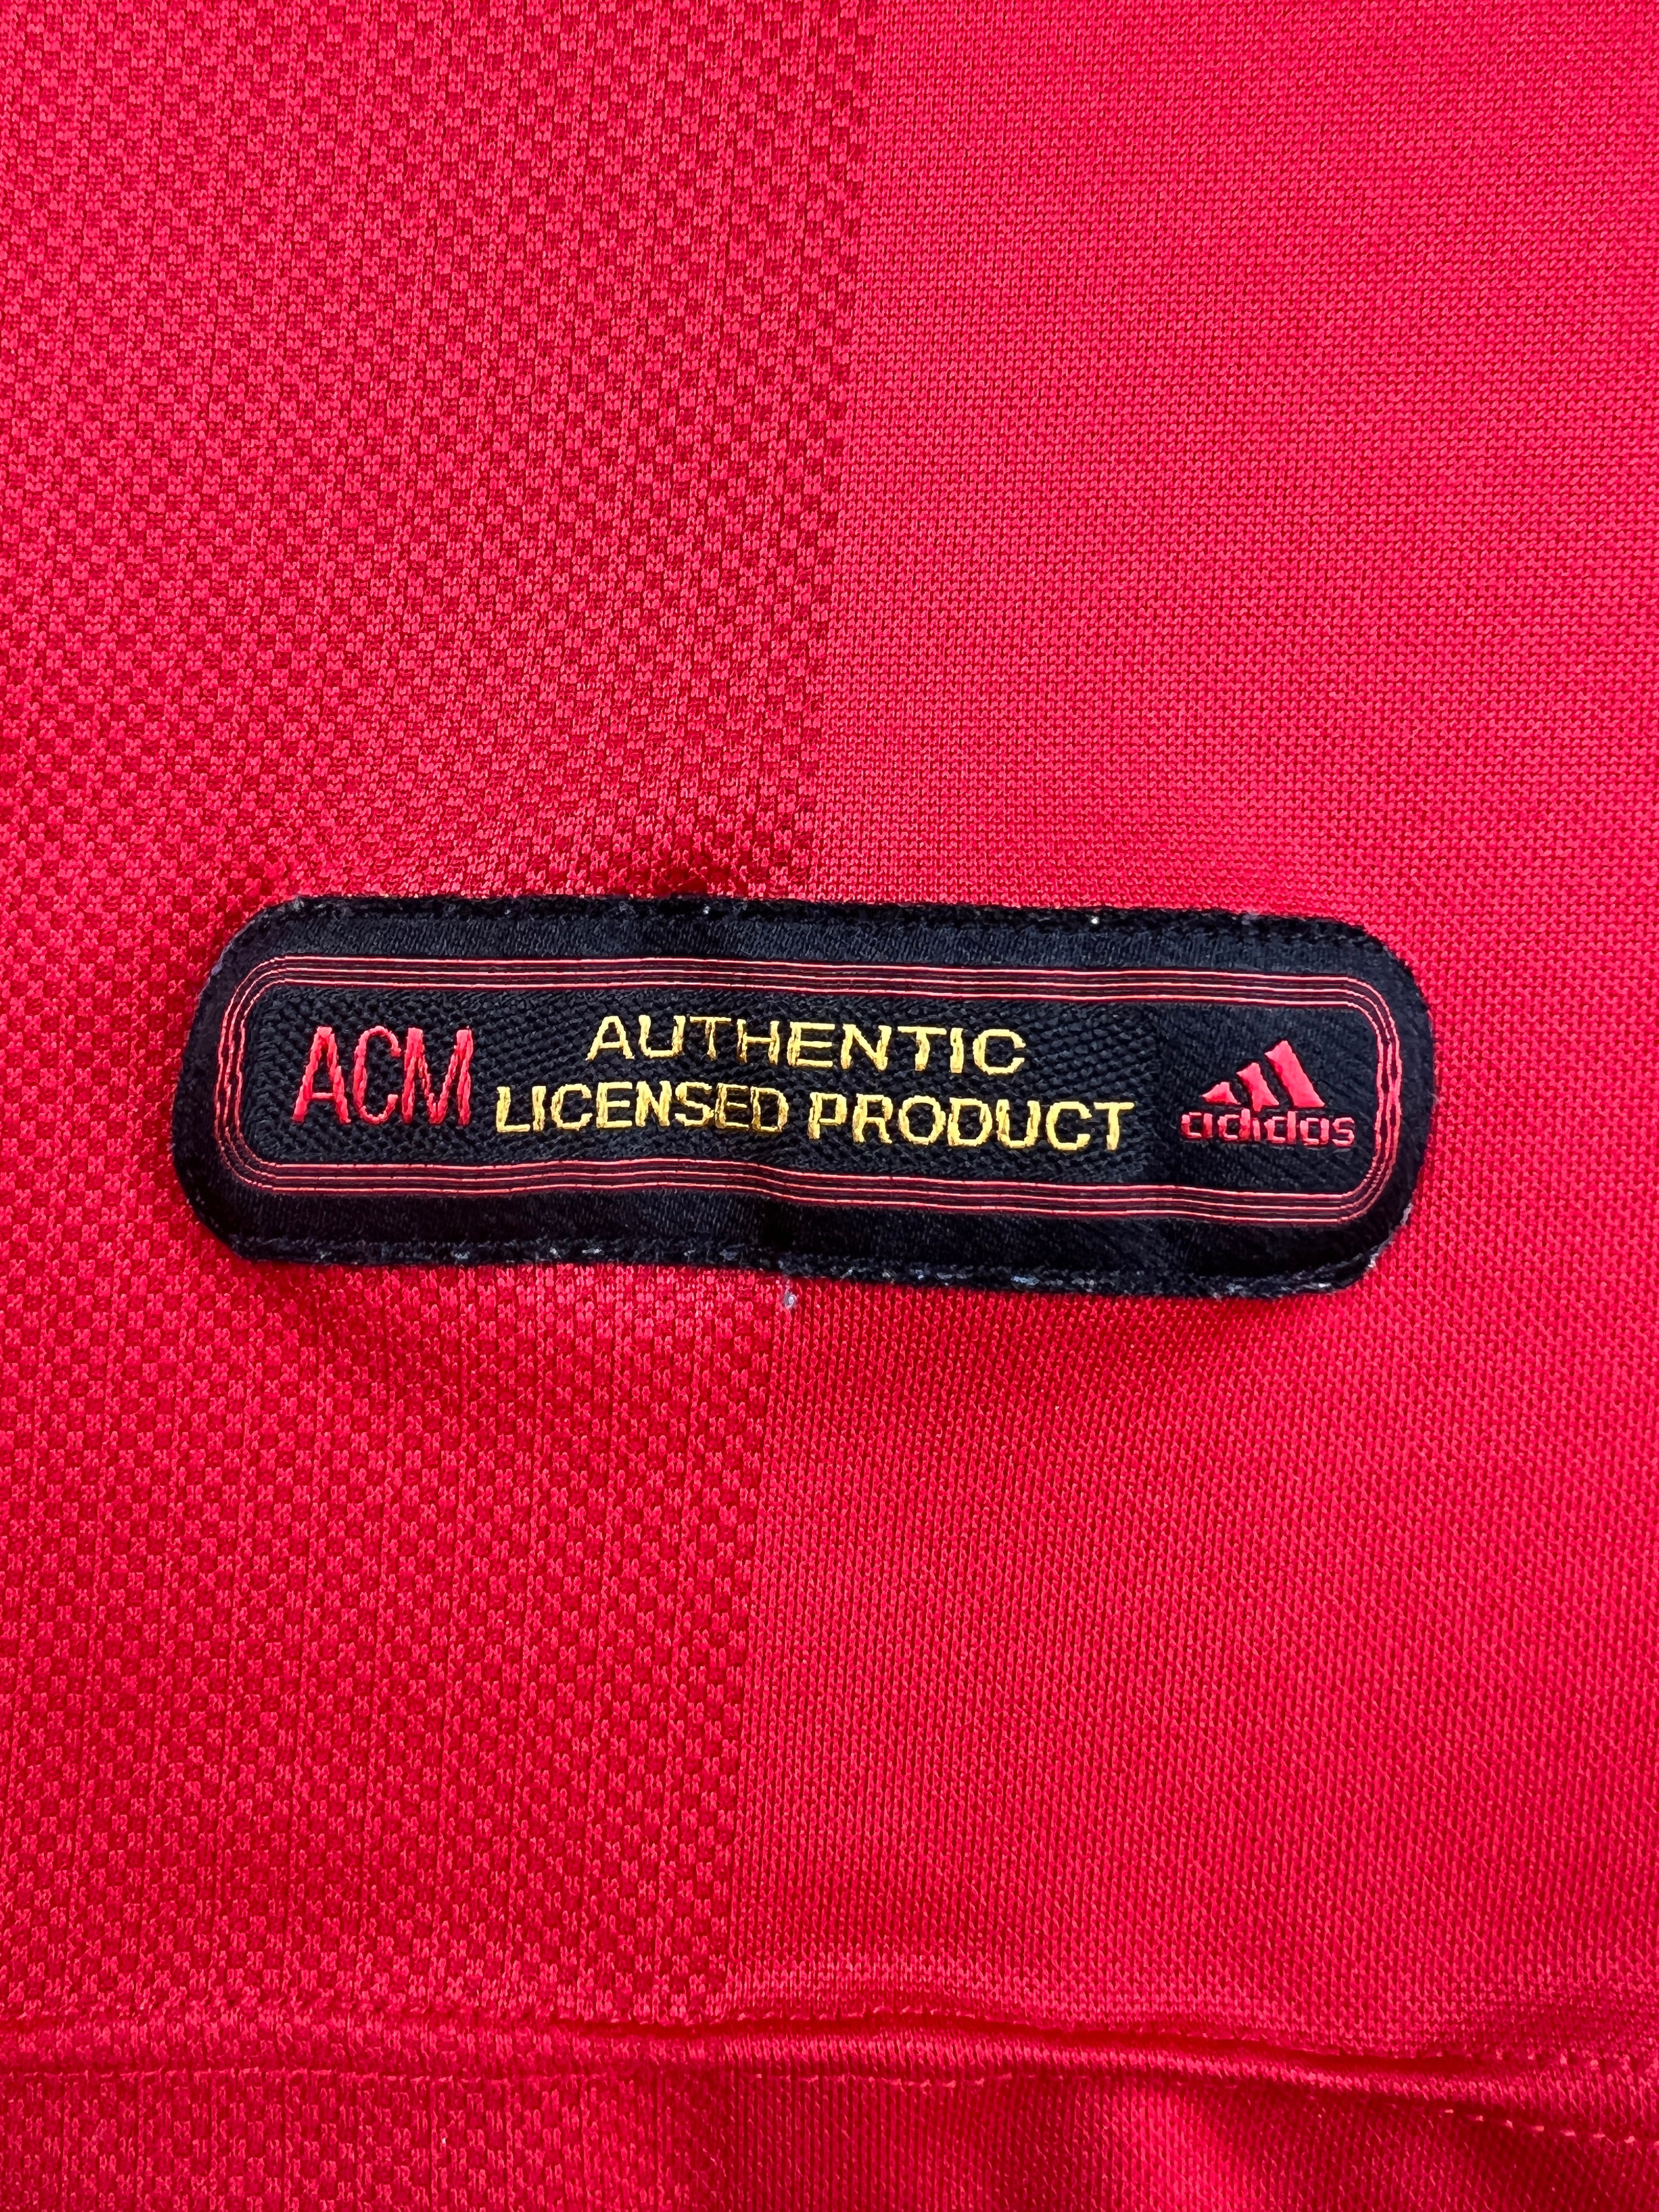 ACM
AUTHENTIC
LICENSED PRODUCT
adidas